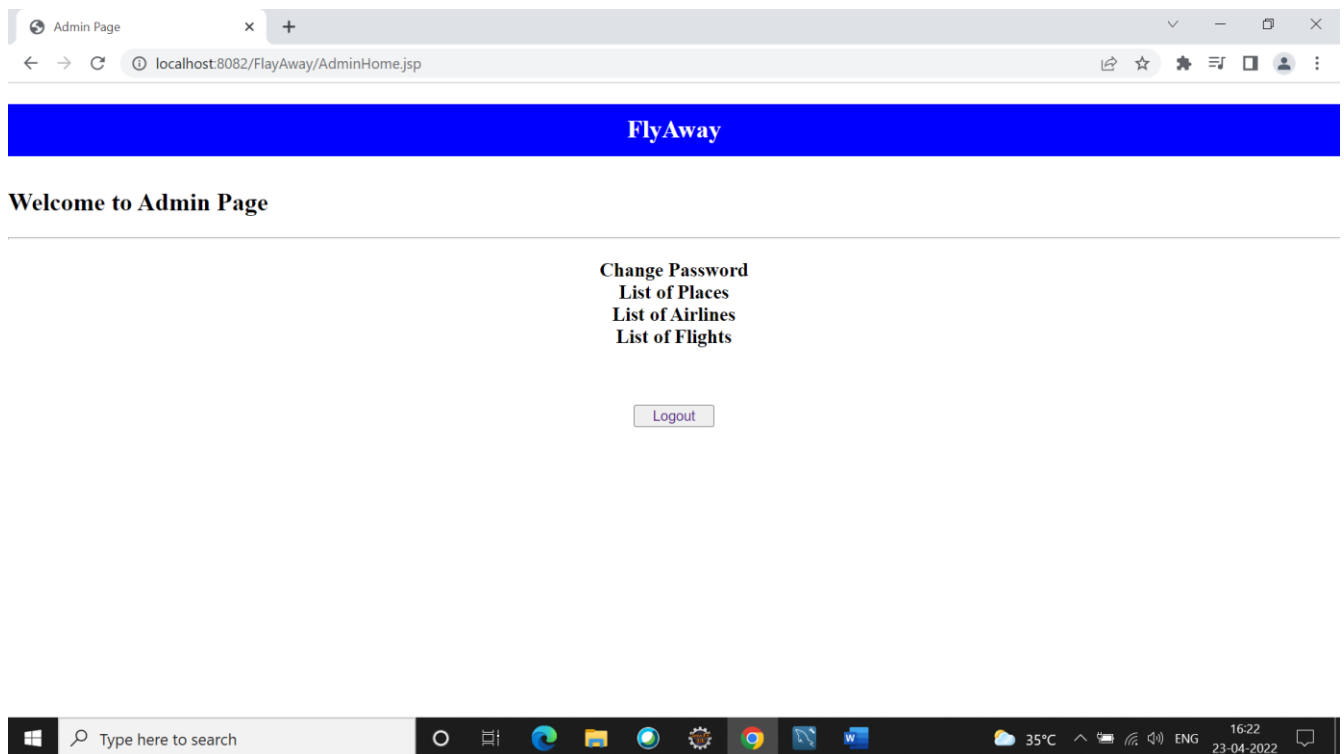 Admin Page
localhost:8082/FlayAway/AdminHome.jsp
FlyAway
Welcome to Admin Page
Change Password
List of Places
List of Airlines
List of Flights
Logout
Type here to search
35°C ENG 16:22
23-04-2022